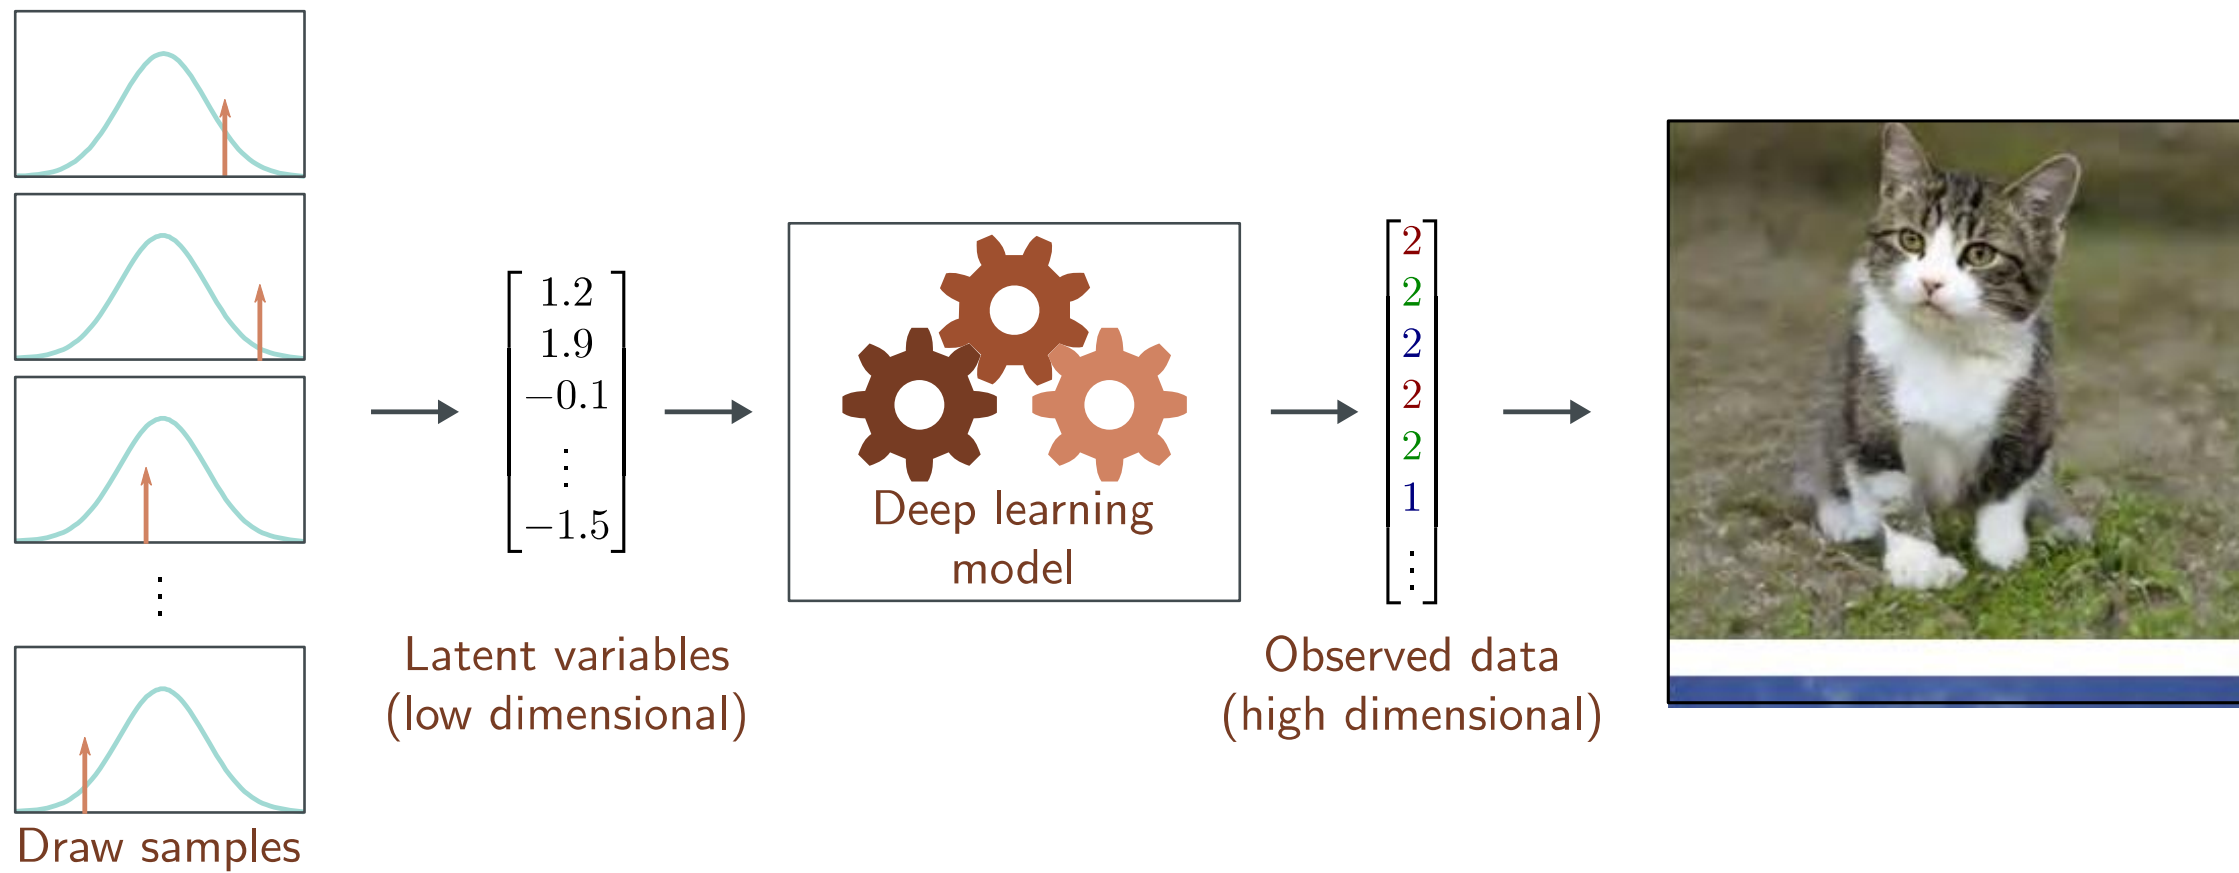 Draw samples
1.2
1.9
−0.1
⋮
−1.5
Latent variables
(low dimensional)
Deep learning
model
2
2
2
2
2
1
⋮
Observed data
(high dimensional)